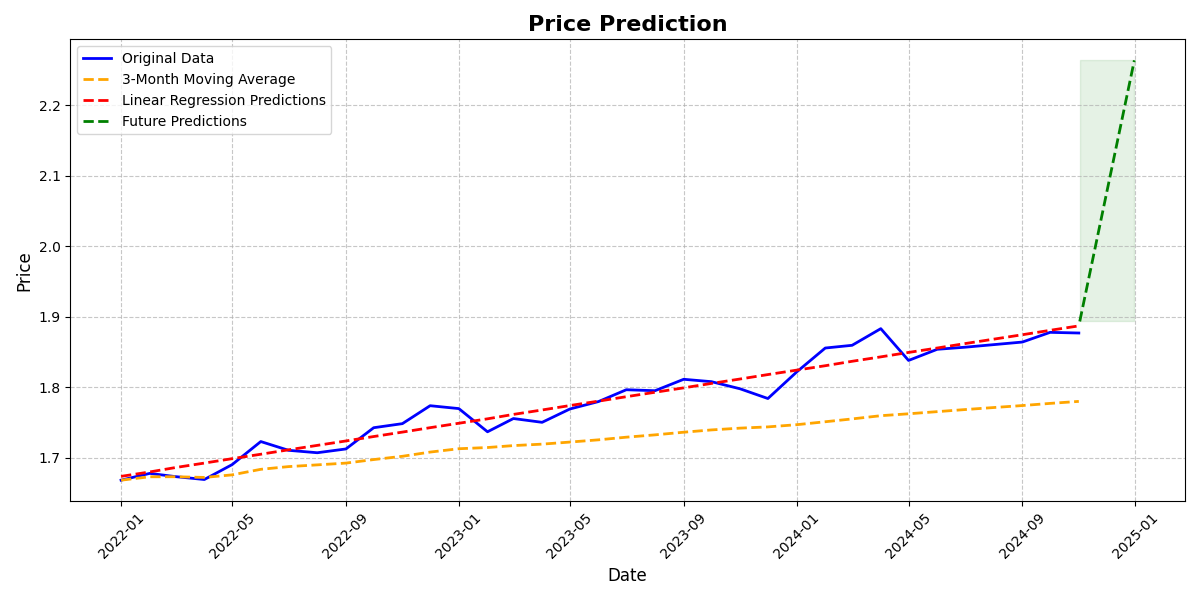 Price Prediction
Original Data
3-Month Moving Average
Linear Regression Predictions
Future Predictions
Price
2.2
2.1
2.0
1.9
1.8
1.7
2022-01
2022-05
2022-09
2023-01
2023-05
2023-09
2024-01
2024-05
2024-09
2025-01
Date